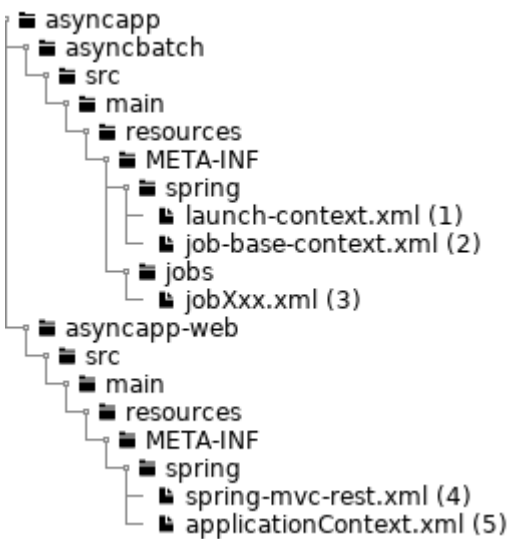 asyncapp
asyncbatch
src
main
resources
META-INF
spring
launch-context.xml (1)
job-base-context.xml (2)
jobs
jobXxx.xml (3)
asyncapp-web
src
main
resources
META-INF
spring
spring-mvc-rest.xml (4)
applicationContext.xml (5)